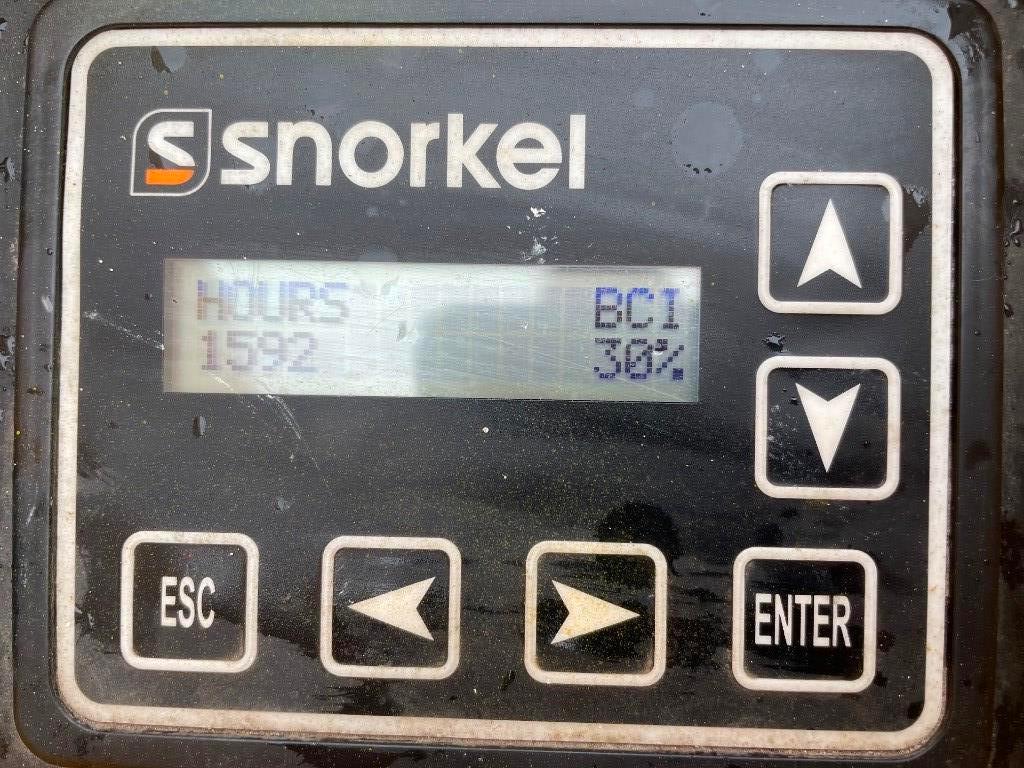 snorkel
HOURS BCI
1592 30%
ESC ENTER